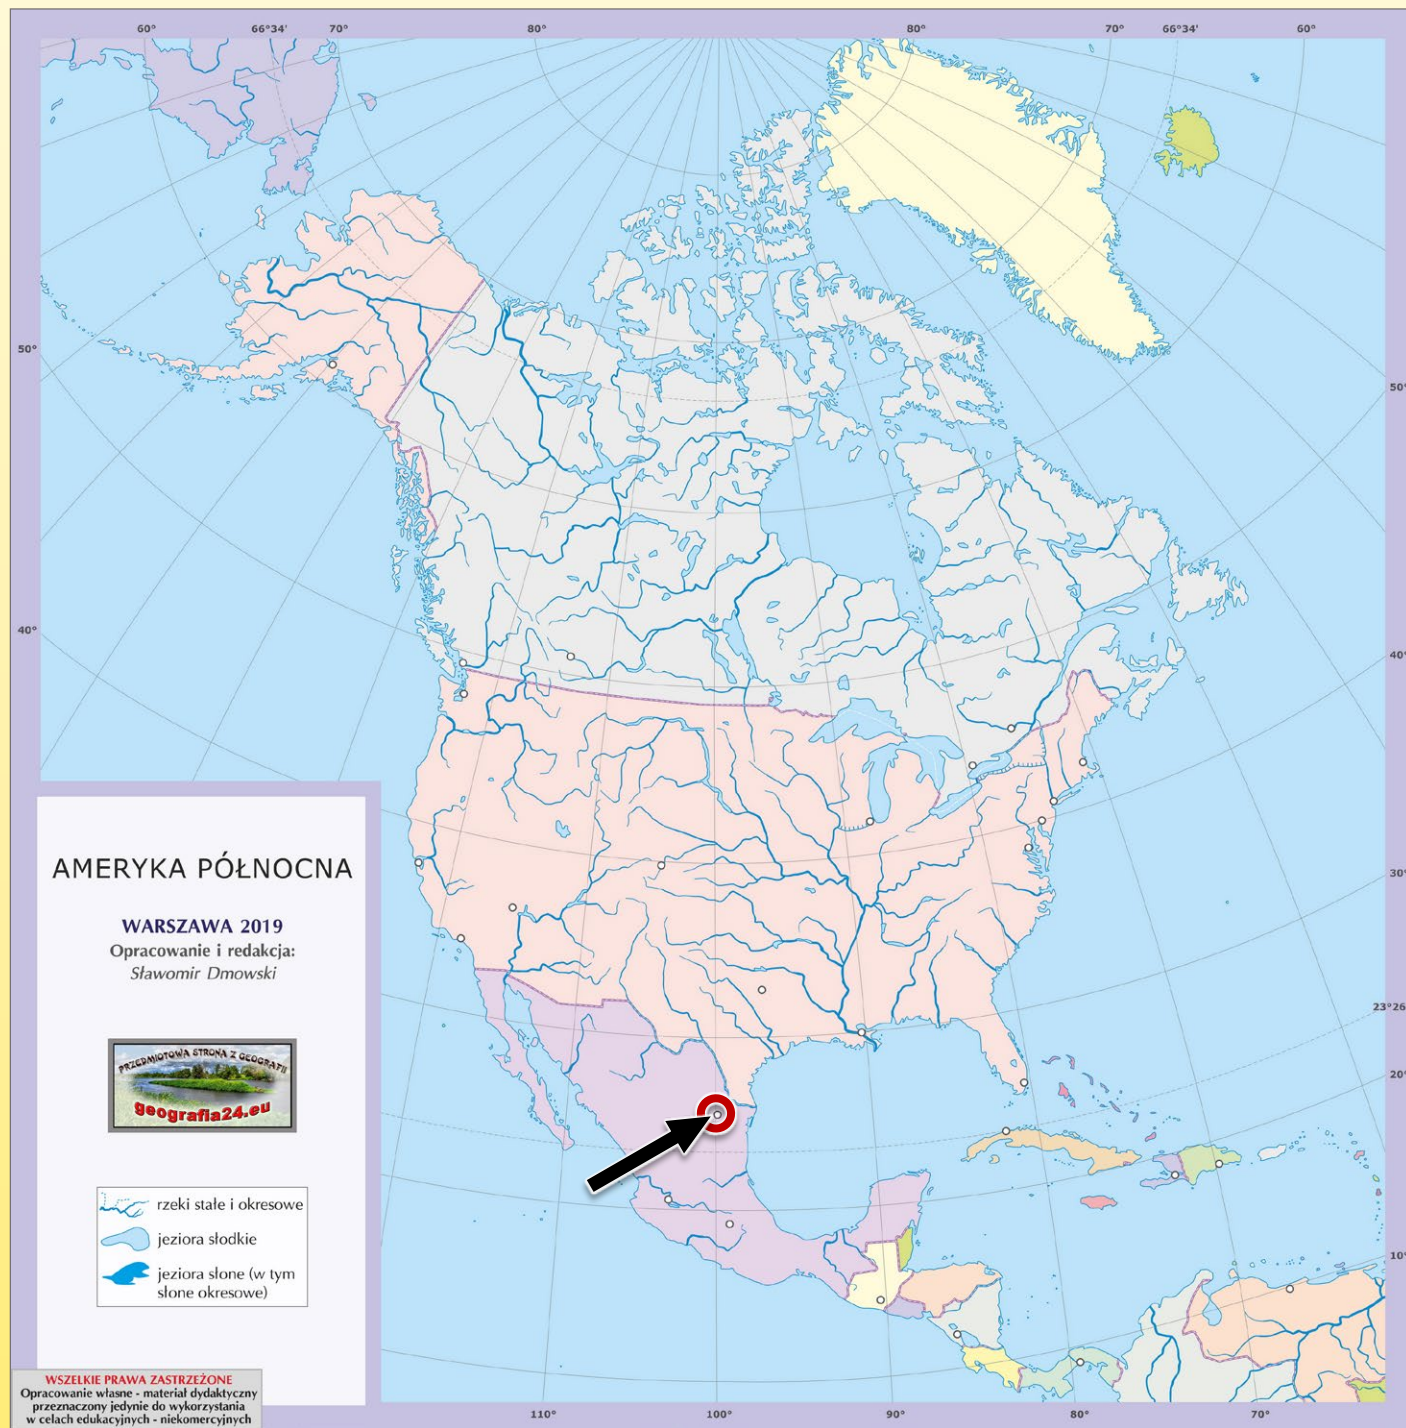 60° 66°34' 70° 80° 80° 70° 66°34' 60°
50°
50°
40°
40°
30°
23°26
20°
10°
AMERYKA PÓŁNOCNA
WARSZAWA 2019
Opracowanie i redakcja:
Sławomir Dmowski
PRZEDMIOTOWA STRONA Z GEOGRAFII
geografia24.eu
rzeki stałe i okresowe
jeziora słodkie
jeziora słone (w tym
słone okresowe)
WSZELKIE PRAWA ZASTRZEŻONE
Opracowanie własne - materiał dydaktyczny
przeznaczony jedynie do wykorzystania
w celach edukacyjnych - niekomercyjnych
110° 100° 90° 80° 70°